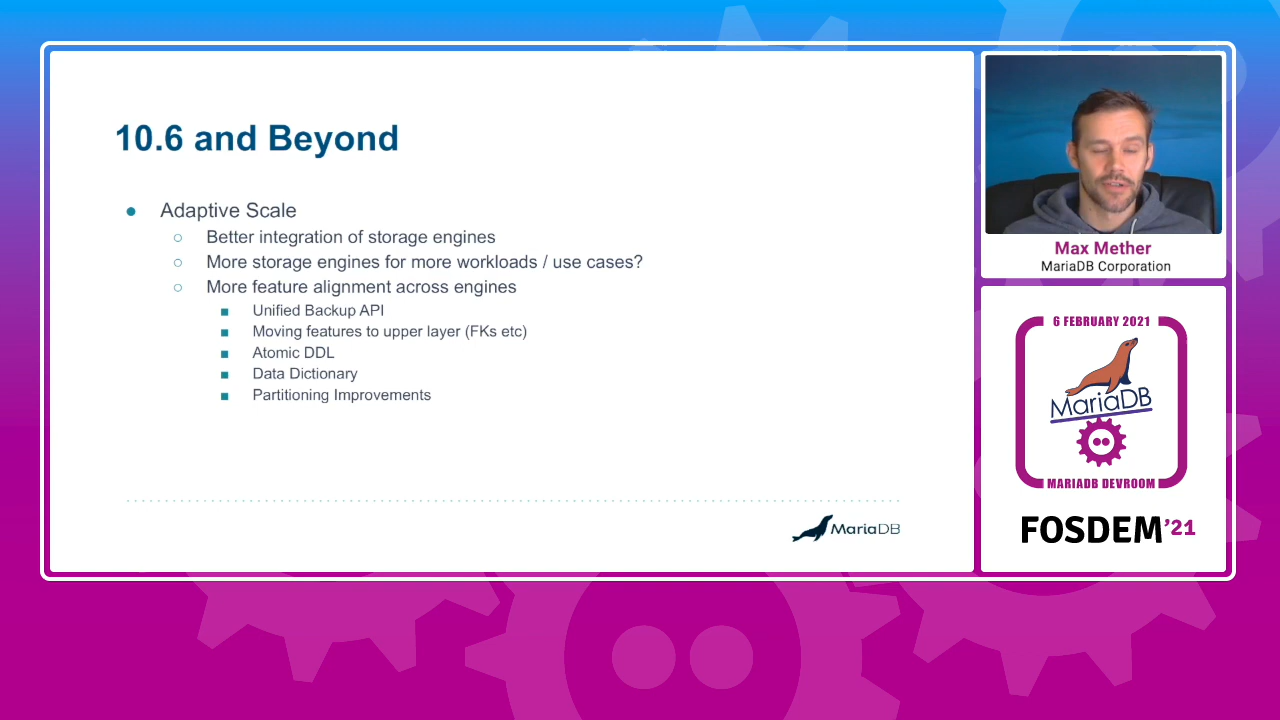 10.6 and Beyond
Adaptive Scale
Better integration of storage engines
More storage engines for more workloads / use cases?
More feature alignment across engines
Unified Backup API
Moving features to upper layer (FKs etc)
Atomic DDL
Data Dictionary
Partitioning Improvements
MariaDB
Max Mether
MariaDB Corporation
6 FEBRUARY 2021
MariaDB
MARIADB DEVROOM
FOSDEM'21